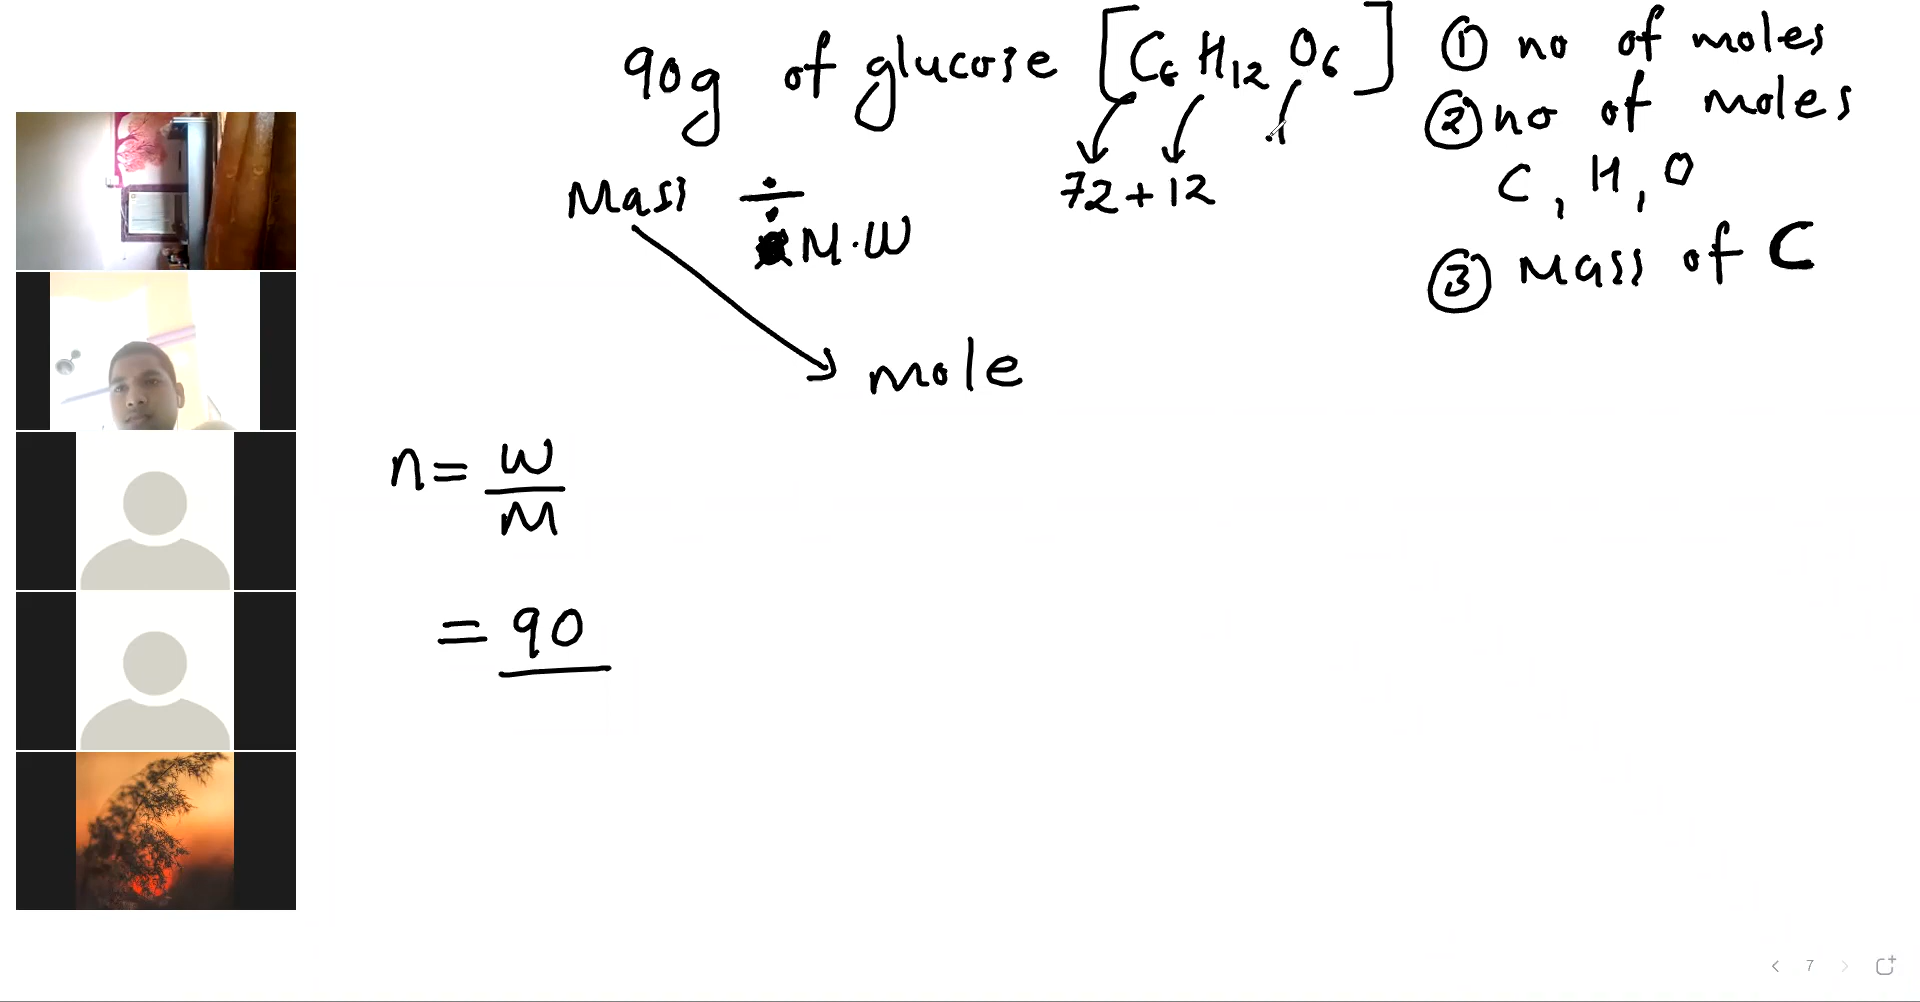 90g of glucose [C6 H12 O6]
72 + 12
Mass ÷ M.W
mole
n = W/M
= 90
① no of moles
② no of moles
C, H, O
③ Mass of C
7